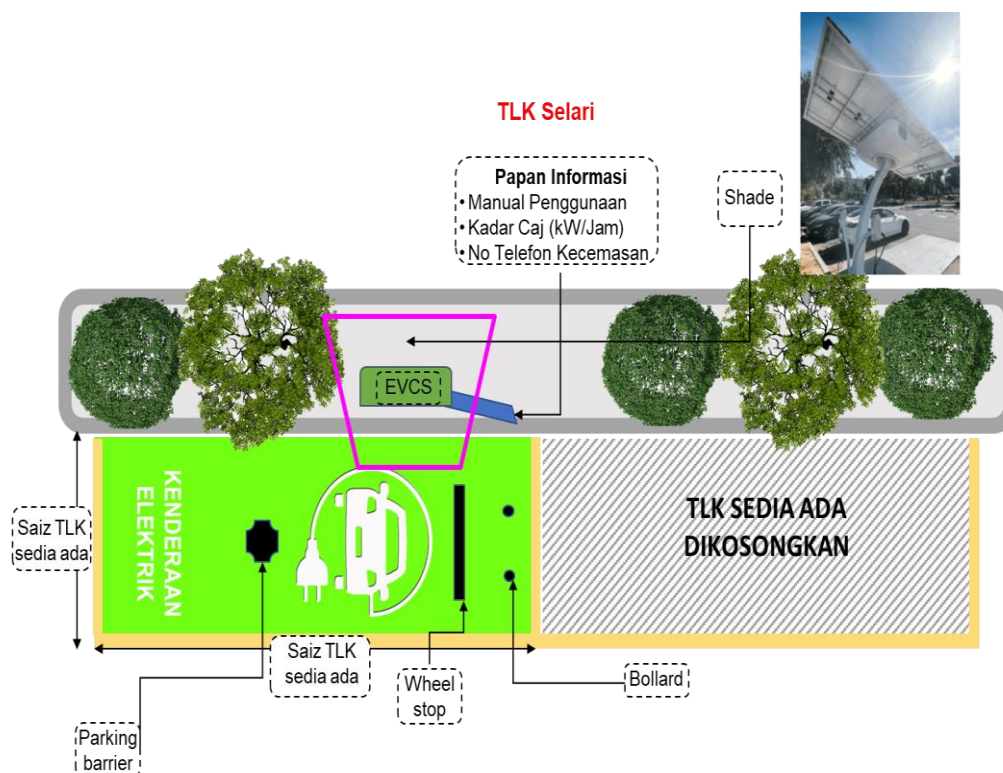 TLK Selari
Papan Informasi
• Manual Penggunaan
• Kadar Caj (kW/Jam)
• No Telefon Kecemasan
Shade
EVCS
KENDERAAN
ELEKTRIK
TLK SEDIA ADA
DIKOSONGKAN
Saiz TLK
sedia ada
Saiz TLK
sedia ada
Wheel
stop
Bollard
Parking
barrier